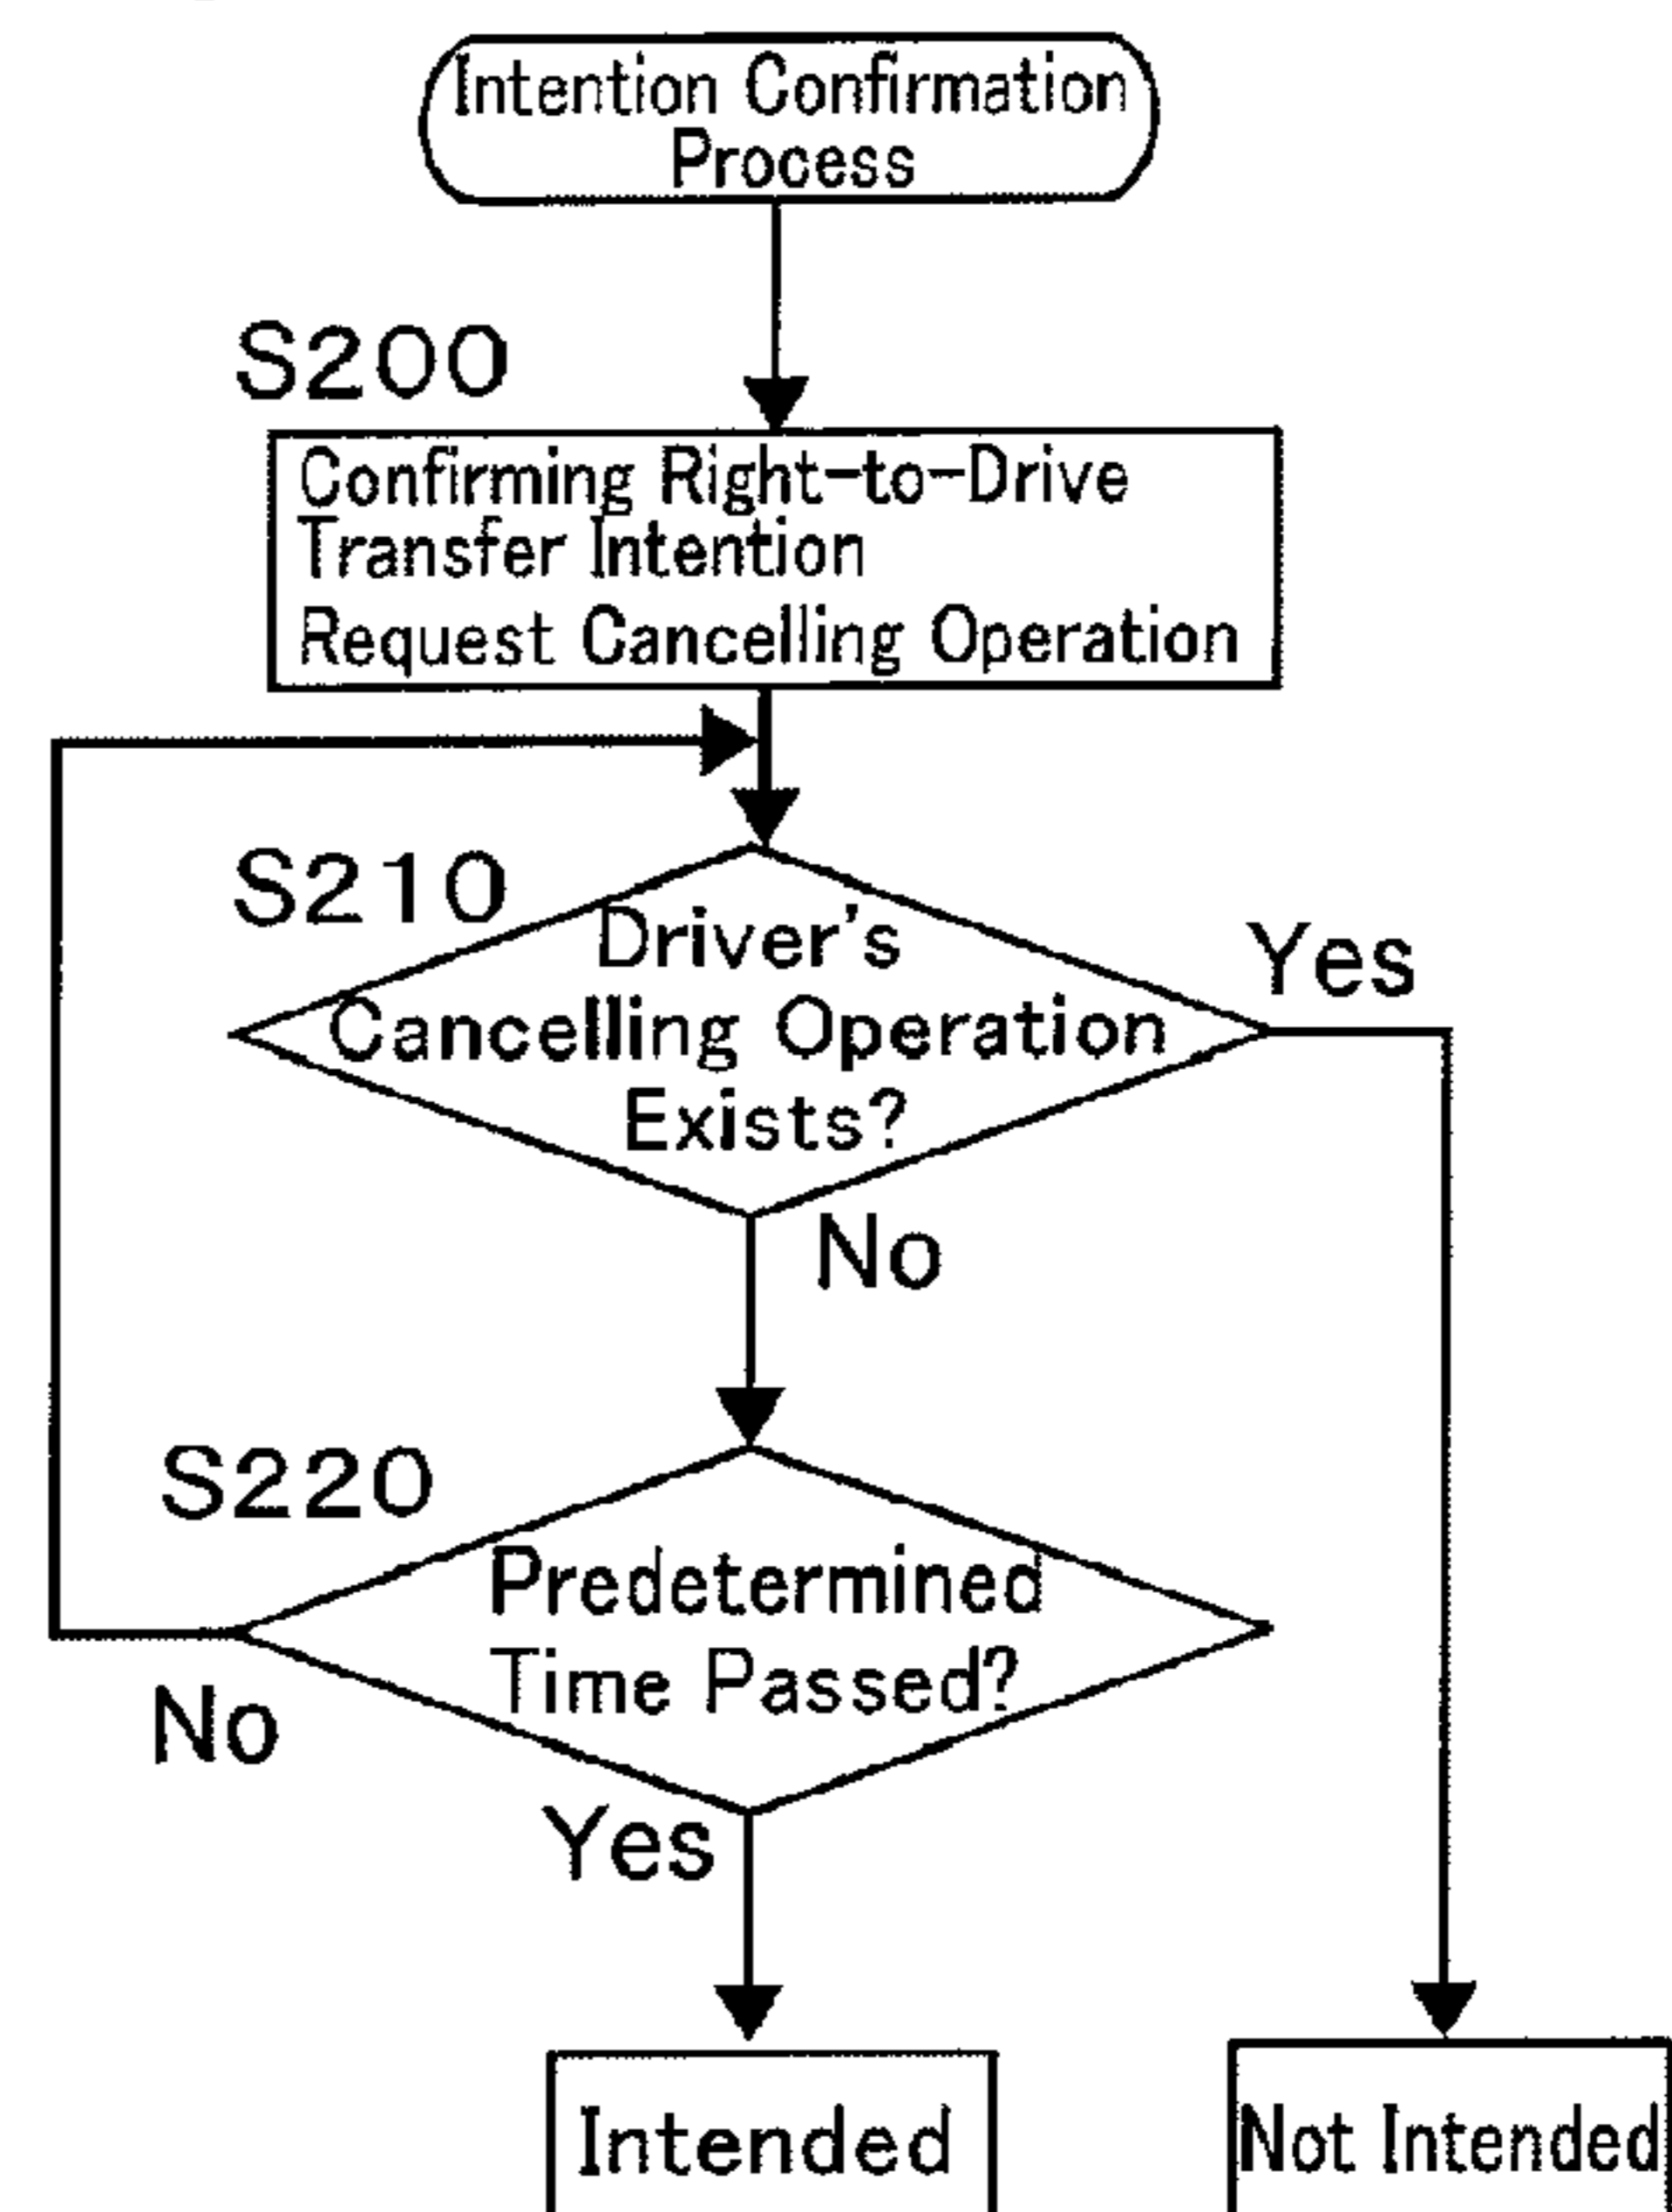 Intention Confirmation
Process
S200
Confirming Right-to-Drive
Transfer Intention
Request Cancelling Operation
S210
Driver's
Cancelling Operation
Exists?
Yes
No
S220
Predetermined
Time Passed?
No
Yes
Intended
Not Intended